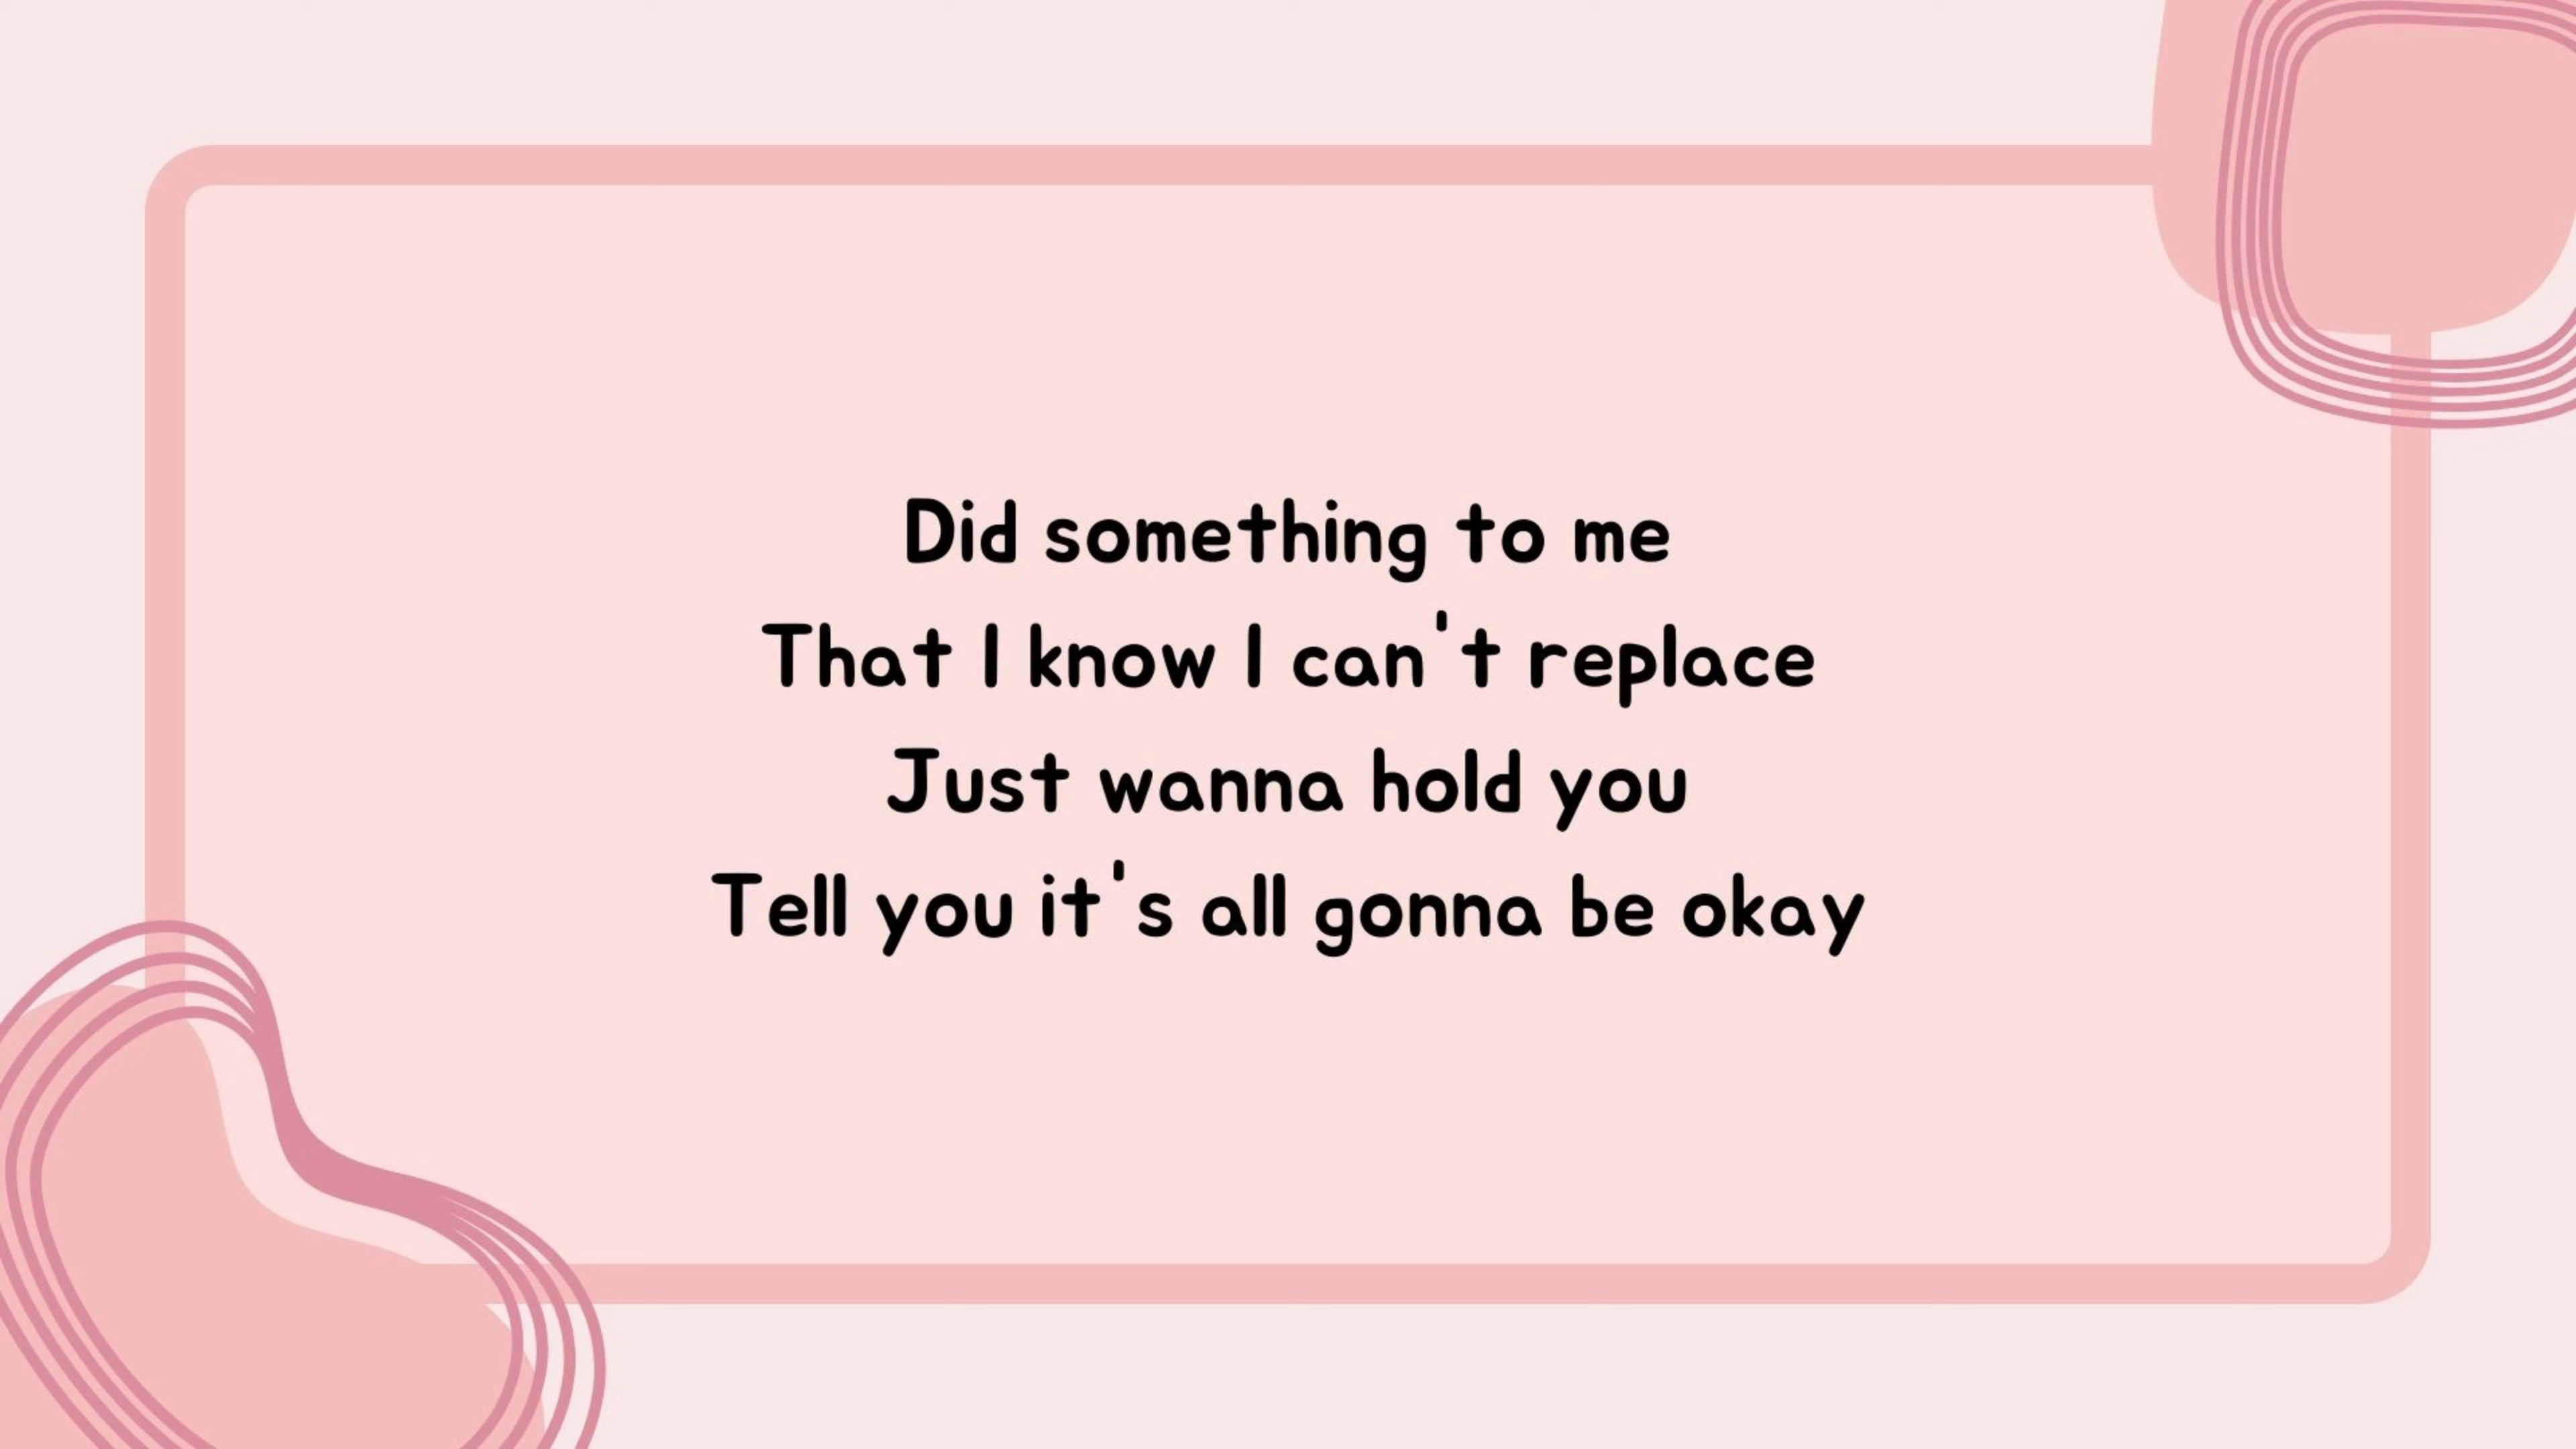 Did something to me
That I know I can't replace
Just wanna hold you
Tell you it's all gonna be okay